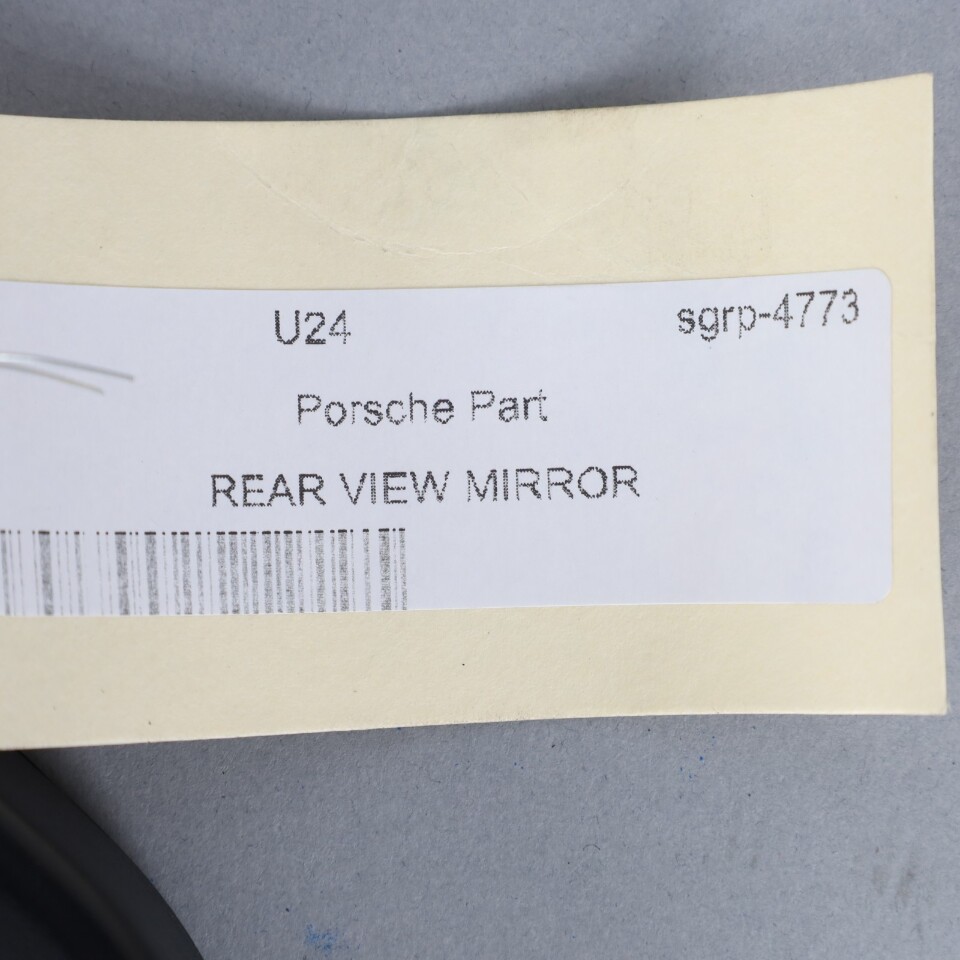 U24 sgrp-4773
Porsche Part
REAR VIEW MIRROR